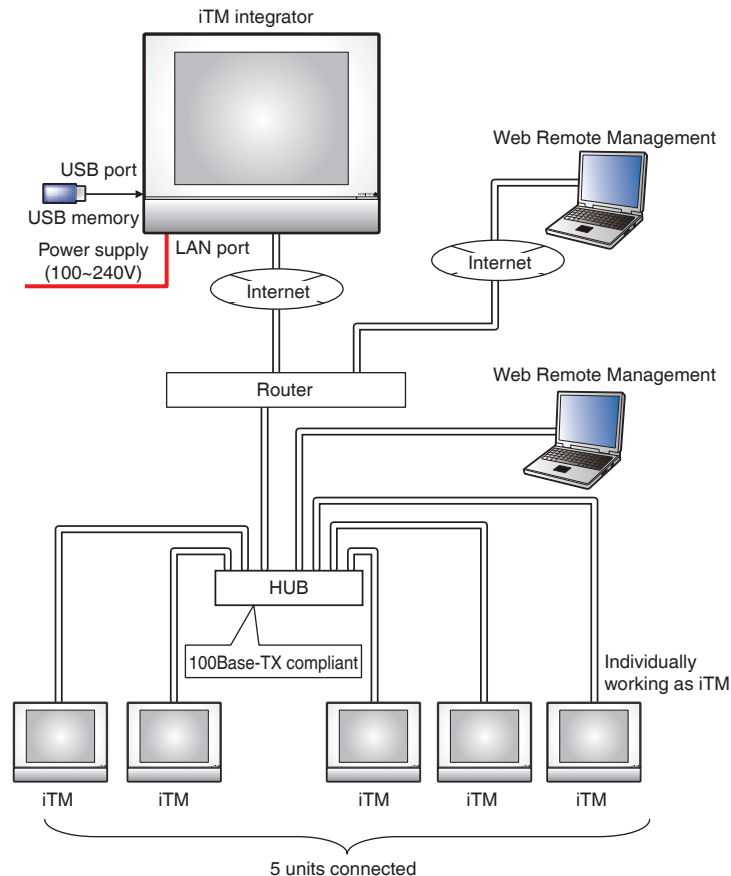 iTM integrator
Web Remote Management
USB port
USB memory
Power supply
(100~240V)
LAN port
Internet
Internet
Router
Web Remote Management
HUB
100Base-TX compliant
Individually
working as iTM
iTM
iTM
iTM
iTM
iTM
5 units connected